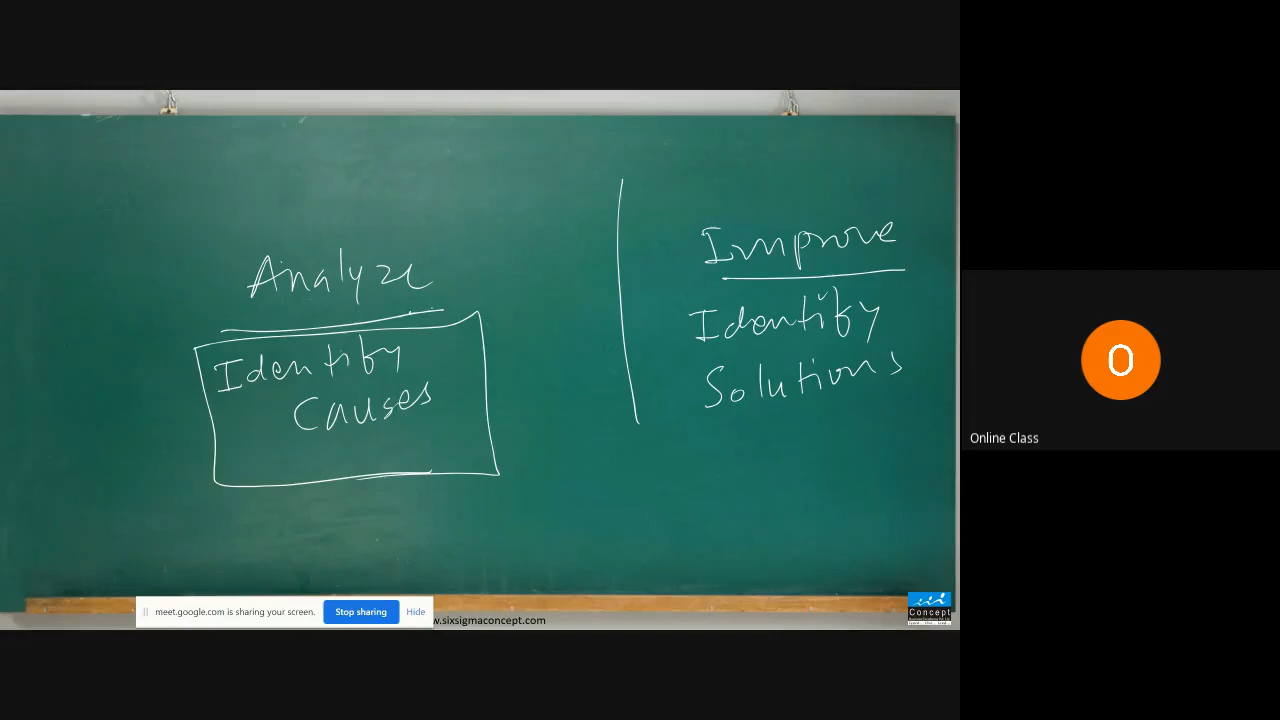 Analyze
Identify
Causes
Improve
Identify
Solutions
meet.google.com is sharing your screen.
Stop sharing
Hide
w.sixsigmaconcept.com
Concept
O
Online Class